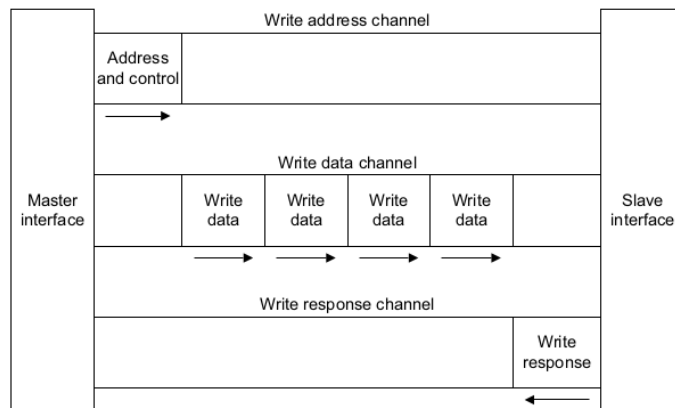 Write address channel
Address
and control
Write data channel
Master
interface
Write
data
Write
data
Write
data
Write
data
Slave
interface
Write response channel
Write
response